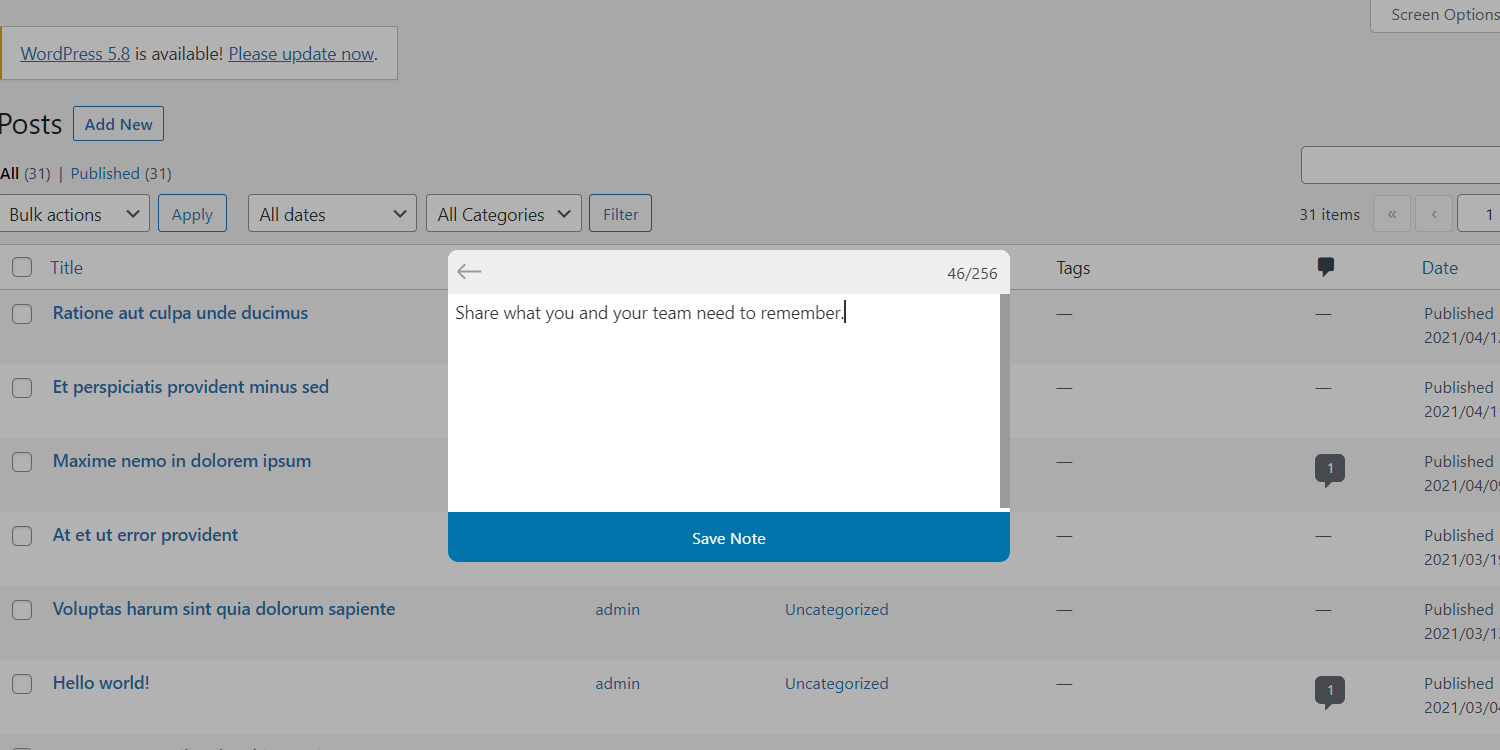 Screen Options
WordPress 5.8 is available! Please update now.
Posts Add New
All (31) | Published (31)
Bulk actions Apply All dates All Categories Filter 31 items « ‹ 1
Title Tags Date
46/256
Share what you and your team need to remember.
Save Note
Ratione aut culpa unde ducimus — — Published
2021/04/12
Et perspiciatis provident minus sed — — Published
2021/04/1
Maxime nemo in dolorem ipsum — 1 Published
2021/04/09
At et ut error provident — — Published
2021/03/19
Voluptas harum sint quia dolorum sapiente admin Uncategorized — — Published
2021/03/1
Hello world! admin Uncategorized — 1 Published
2021/03/04